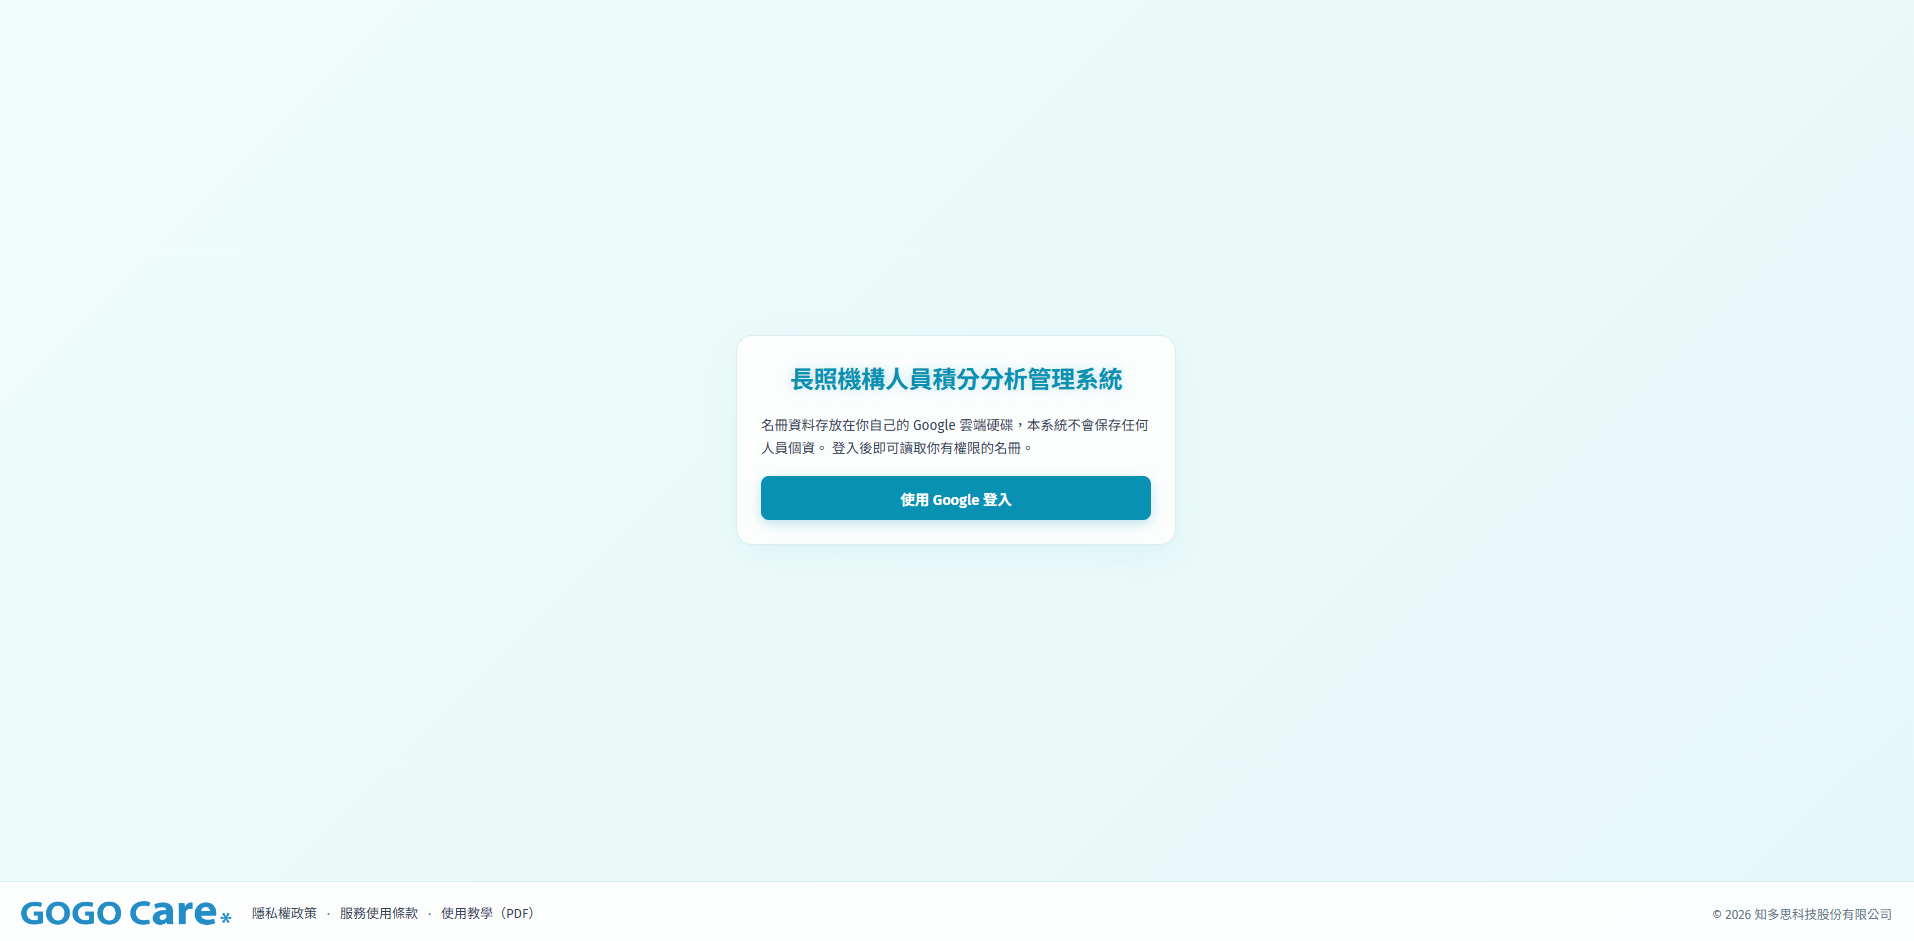 長照機構人員積分分析管理系統
名冊資料存放在你自己的 Google 雲端硬碟，本系統不會保存任何
人員個資。 登入後即可讀取你有權限的名冊。
使用 Google 登入
GOGO Care* 隱私權政策 · 服務使用條款 · 使用教學（PDF） © 2026 知多思科技股份有限公司